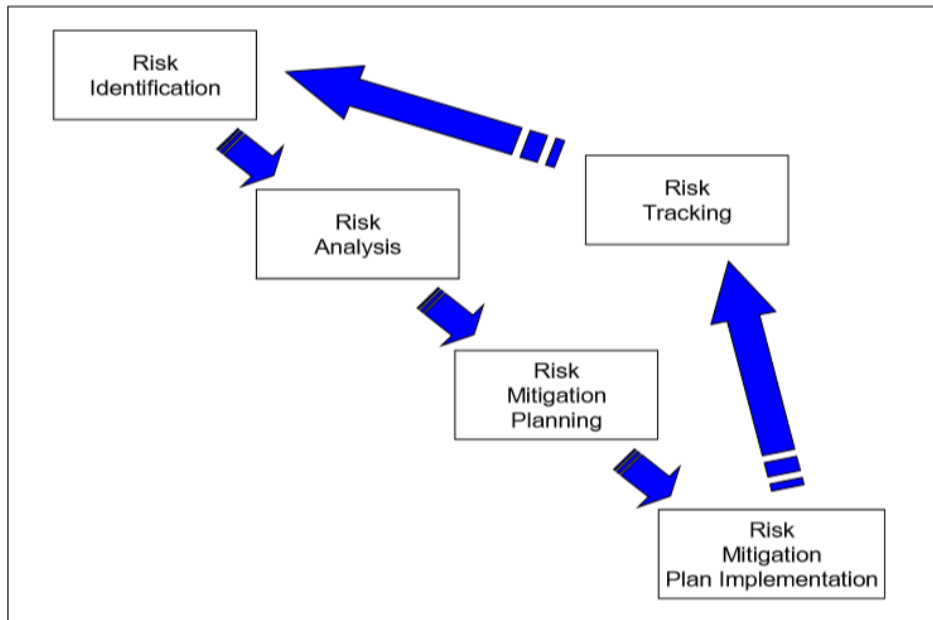 Risk
Identification
Risk
Analysis
Risk
Tracking
Risk
Mitigation
Planning
Risk
Mitigation
Plan Implementation